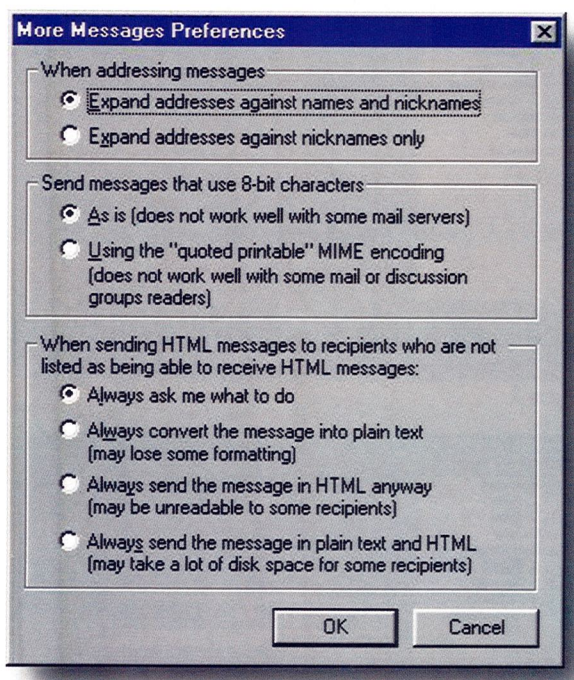 More Messages Preferences
When addressing messages
Expand addresses against names and nicknames
Expand addresses against nicknames only
Send messages that use 8-bit characters
As is (does not work well with some mail servers)
Using the "quoted printable" MIME encoding
(does not work well with some mail or discussion
groups readers)
When sending HTML messages to recipients who are not
listed as being able to receive HTML messages:
Always ask me what to do
Always convert the message into plain text
(may lose some formatting)
Always send the message in HTML anyway
(may be unreadable to some recipients)
Always send the message in plain text and HTML
(may take a lot of disk space for some recipients)
OK
Cancel